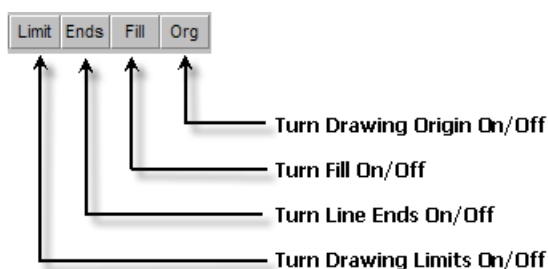 Limit Ends Fill Org
Turn Drawing Origin On/Off
Turn Fill On/Off
Turn Line Ends On/Off
Turn Drawing Limits On/Off